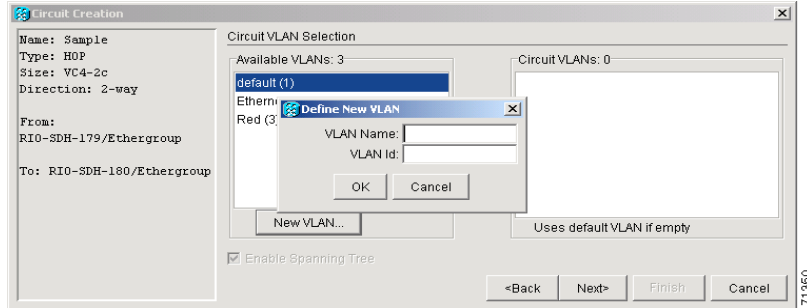 Circuit Creation
Name: Sample
Type: HOP
Size: VC4-2c
Direction: 2-way
From:
RIO-SDH-179/Ethergroup
To: RIO-SDH-180/Ethergroup
Circuit VLAN Selection
Available VLANs: 3
default (1)
Ethern
Red (3)
New VLAN...
Define New VLAN
VLAN Name:
VLAN Id:
OK Cancel
Circuit VLANs: 0
Uses default VLAN if empty
Enable Spanning Tree
<Back Next> Finish Cancel